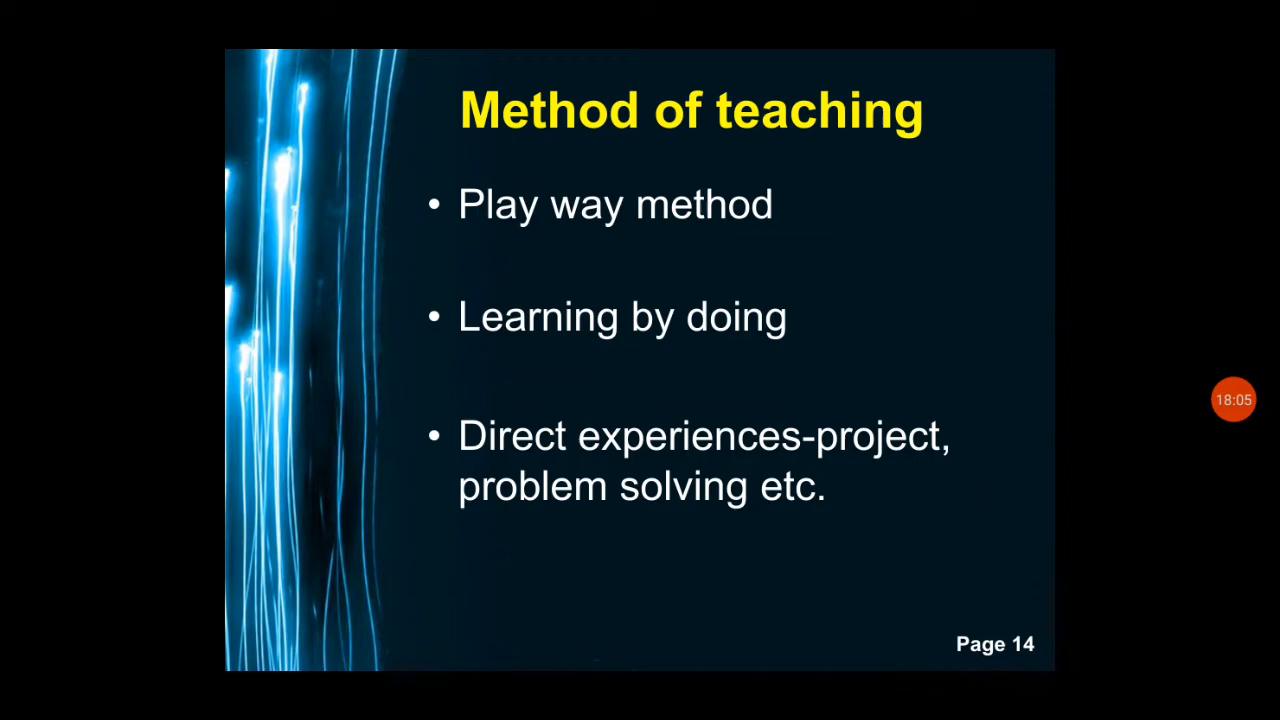 Method of teaching
• Play way method
• Learning by doing
• Direct experiences-project,
problem solving etc.
18:05
Page 14